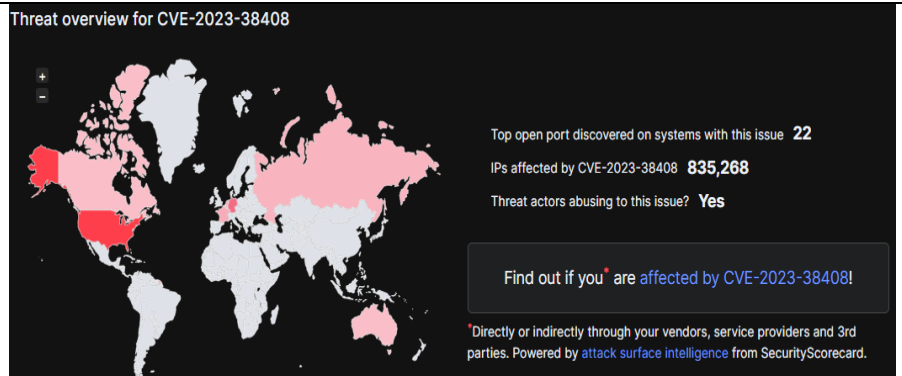 Threat overview for CVE-2023-38408
+
−
Top open port discovered on systems with this issue 22
IPs affected by CVE-2023-38408 835,268
Threat actors abusing to this issue? Yes
Find out if you* are affected by CVE-2023-38408!
*Directly or indirectly through your vendors, service providers and 3rd
parties. Powered by attack surface intelligence from SecurityScorecard.